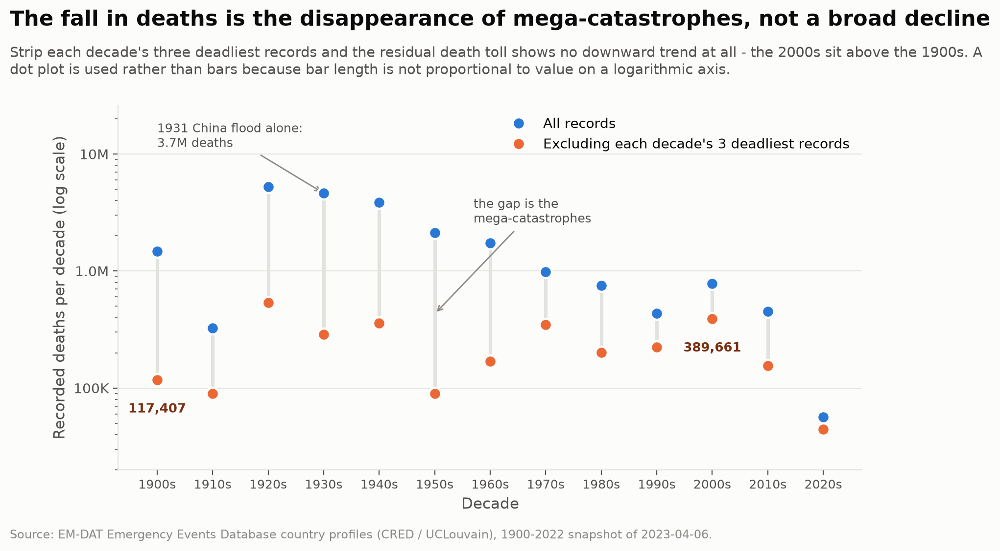 The fall in deaths is the disappearance of mega-catastrophes, not a broad decline
Strip each decade's three deadliest records and the residual death toll shows no downward trend at all - the 2000s sit above the 1900s. A
dot plot is used rather than bars because bar length is not proportional to value on a logarithmic axis.
1931 China flood alone:
3.7M deaths
All records
Excluding each decade's 3 deadliest records
the gap is the
mega-catastrophes
Recorded deaths per decade (log scale)
10M
1.0M
100K
117,407
389,661
1900s 1910s 1920s 1930s 1940s 1950s 1960s 1970s 1980s 1990s 2000s 2010s 2020s
Decade
Source: EM-DAT Emergency Events Database country profiles (CRED / UCLouvain), 1900-2022 snapshot of 2023-04-06.